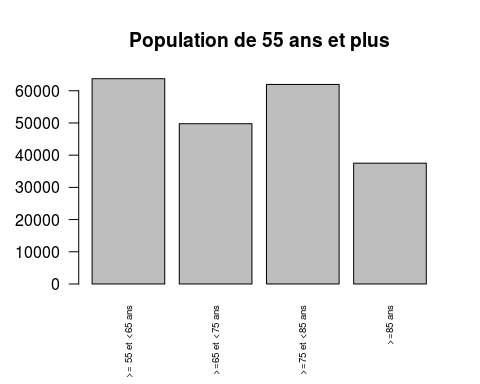 Population de 55 ans et plus
60000
50000
40000
30000
20000
10000
0
>= 55 et <65 ans
>=65 et <75 ans
>=75 et <85 ans
>=85 ans